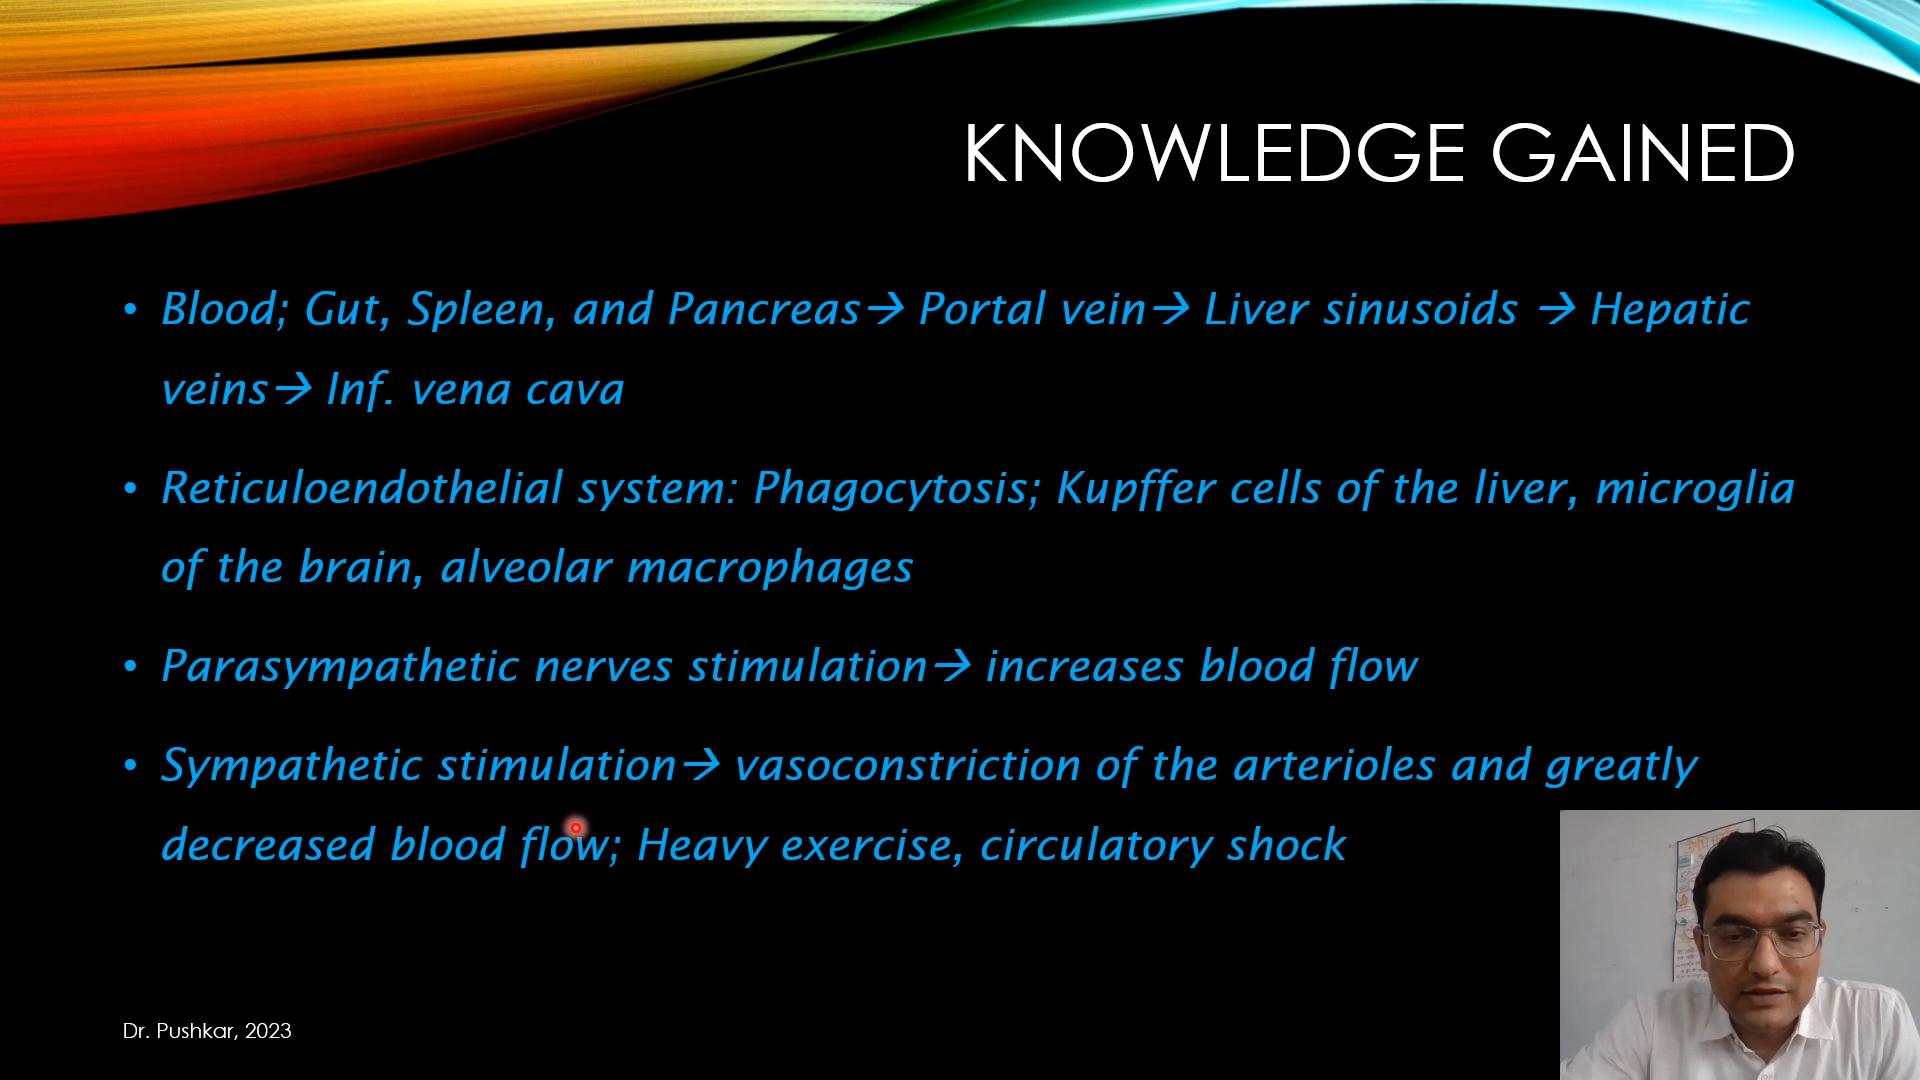 KNOWLEDGE GAINED
• Blood; Gut, Spleen, and Pancreas→ Portal vein→ Liver sinusoids → Hepatic
veins→ Inf. vena cava
• Reticuloendothelial system: Phagocytosis; Kupffer cells of the liver, microglia
of the brain, alveolar macrophages
• Parasympathetic nerves stimulation→ increases blood flow
• Sympathetic stimulation→ vasoconstriction of the arterioles and greatly
decreased blood flow; Heavy exercise, circulatory shock
Dr. Pushkar, 2023